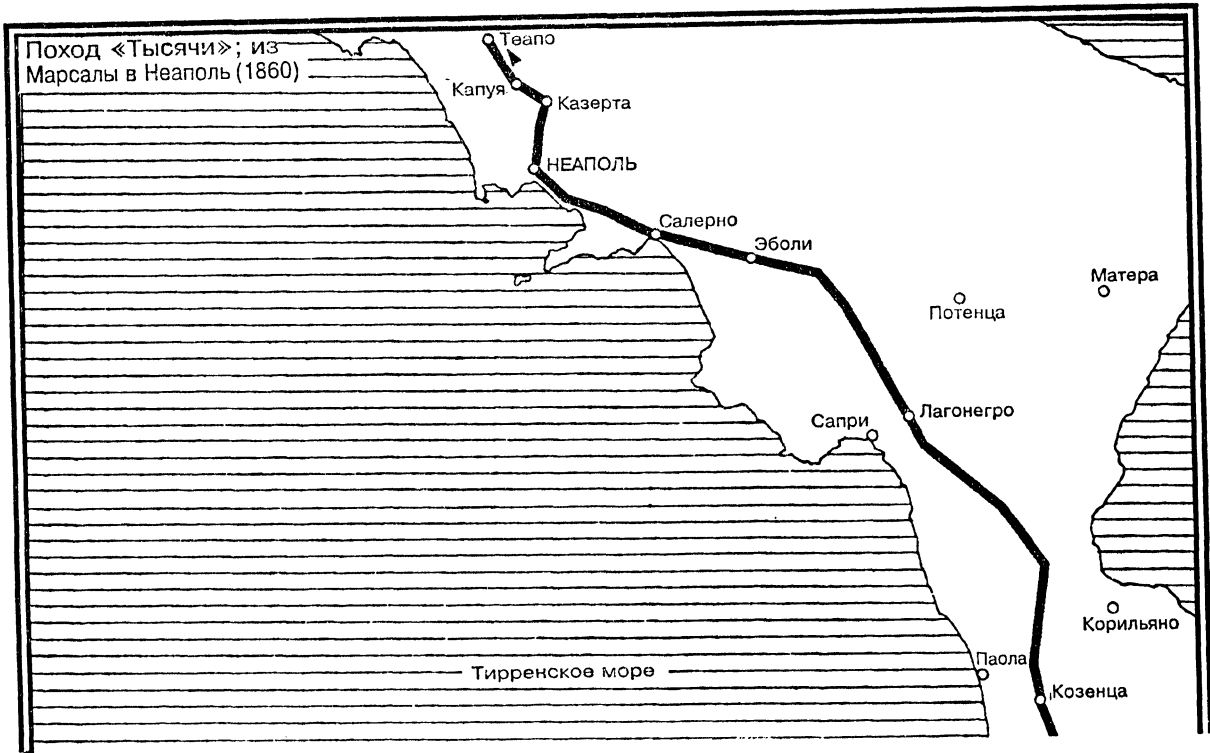 Поход «Тысячи»; из
Марсалы в Неаполь (1860)
Теапо
Капуя
Казерта
НЕАПОЛЬ
Салерно
Эболи
Матера
Потенца
Лагонегро
Сапри
Корильяно
Паола
Тирренское море
Козенца